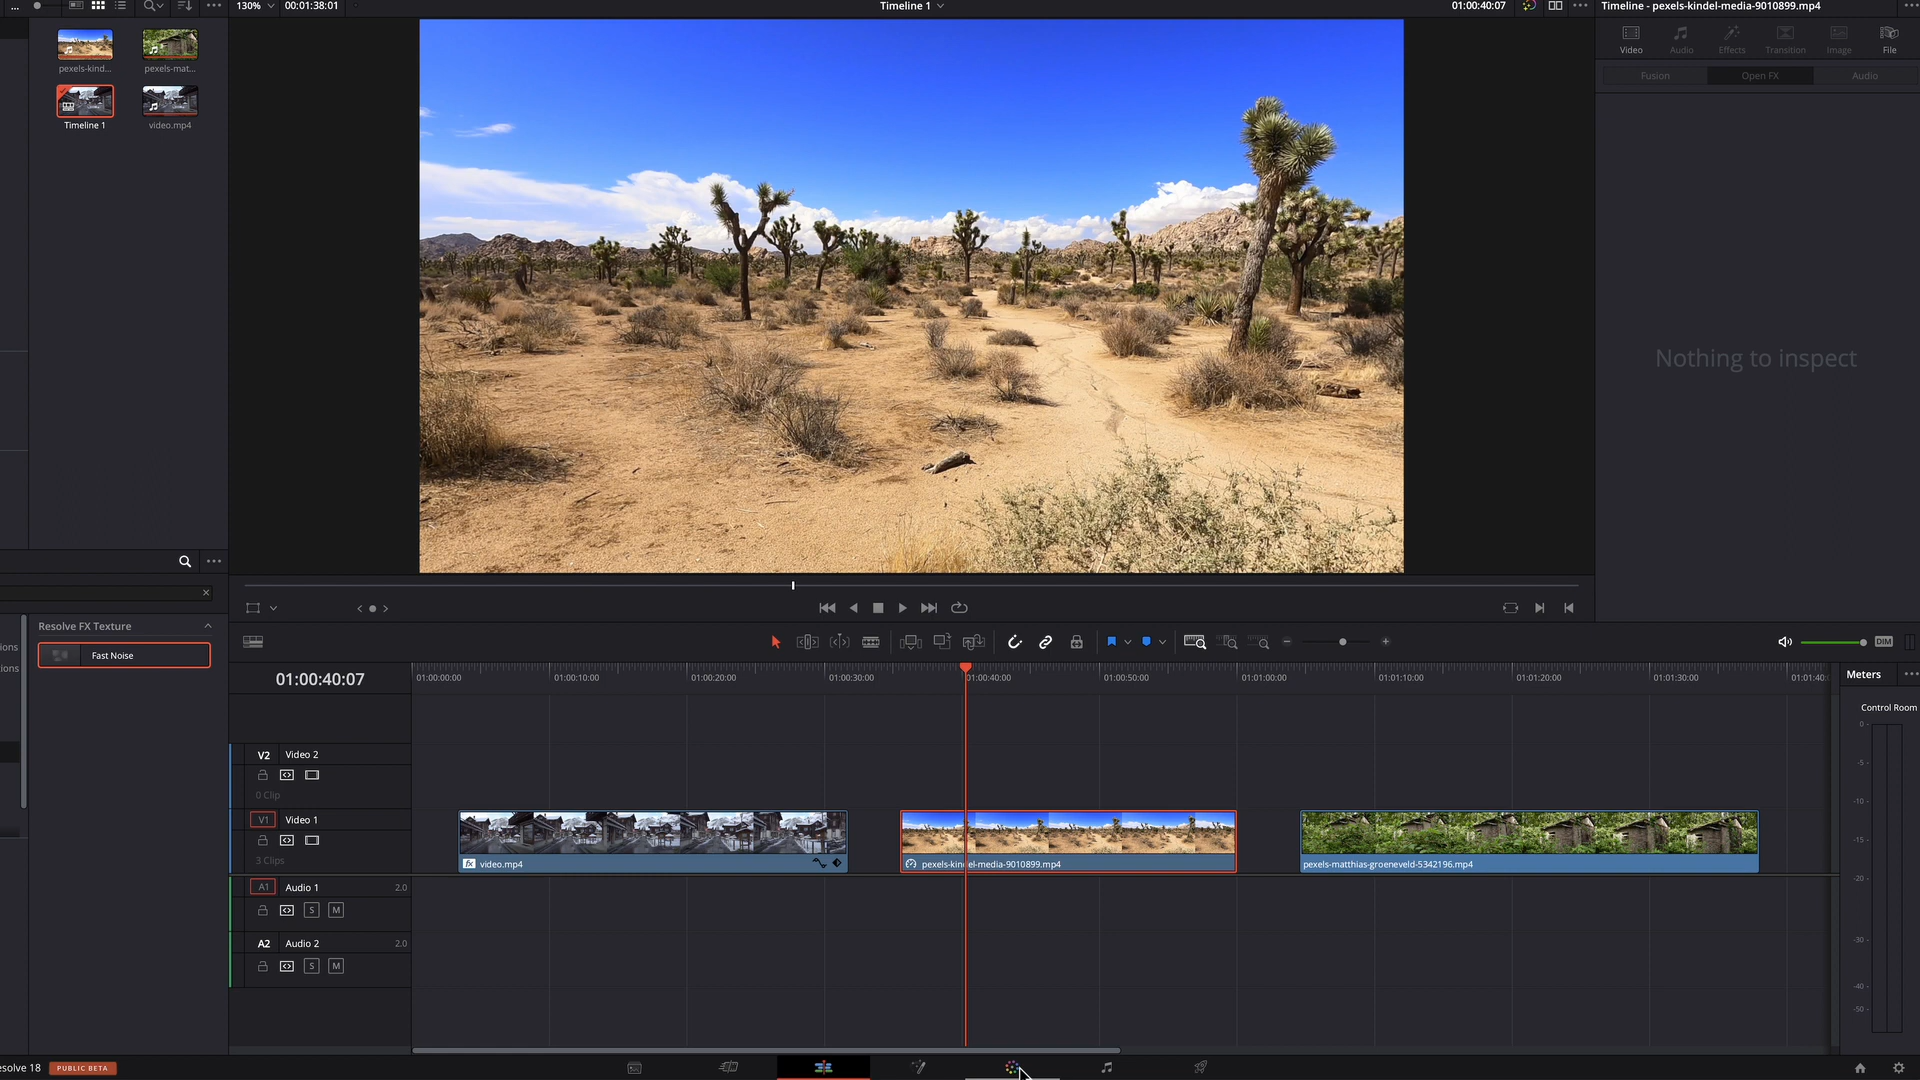 130%
00:01:38:01
Timeline 1
01:00:40:07
Timeline - pexels-kindel-media-9010899.mp4
Video
Audio
Effects
Transition
Image
File
Fusion
Open FX
Audio
Nothing to inspect
pexels-kind...
pexels-mat...
Timeline 1
video.mp4
Resolve FX Texture
Fast Noise
ions
ions
DIM
01:00:40:07
01:00:00:00
01:00:10:00
01:00:20:00
01:00:30:00
01:00:40:00
01:00:50:00
01:01:00:00
01:01:10:00
01:01:20:00
01:01:30:00
01:01:40:
Meters
Control Room
0
-5
-10
-15
-20
-30
-40
-50
V2 Video 2
0 Clip
V1 Video 1
3 Clips
video.mp4
pexels-kindel-media-9010899.mp4
pexels-matthias-groeneveld-5342196.mp4
A1 Audio 1 2.0
S M
A2 Audio 2 2.0
S M
esolve 18
PUBLIC BETA